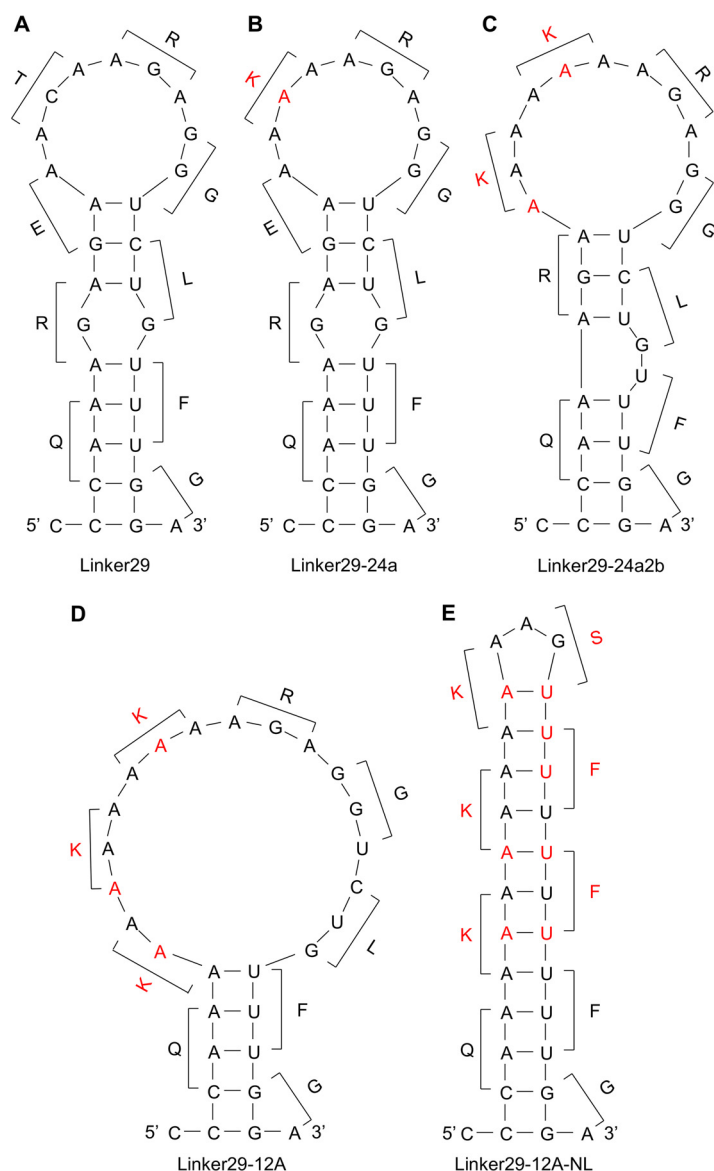 A
R
A A G
T C A
A G
A G
E A U G
G C
A U L
R G G
A U
A U F
Q A U
C G G
5' C C G A 3'
Linker29
B
R
A A G
K A A
A G
A G
E A U G
G C
A U L
R G G
A U
A U F
Q A U
C G G
5' C C G A 3'
Linker29-24a
C
K R
A A A
A G
A A
K A G
A G G
A U
R G C L
A U
G
U
A U F
Q A U
C G G
5' C C G A 3'
Linker29-24a2b
D
R
K A A G
A A
A G G
A G
K A U
A C
A U L
K A G
A U
A U F
Q A U
C G G
5' C C G A 3'
Linker29-12A
E
A
A G S
K A U
A U
A U F
K A U
A U
A U F
K A U
A U
A U F
Q A U
C G G
5' C C G A 3'
Linker29-12A-NL